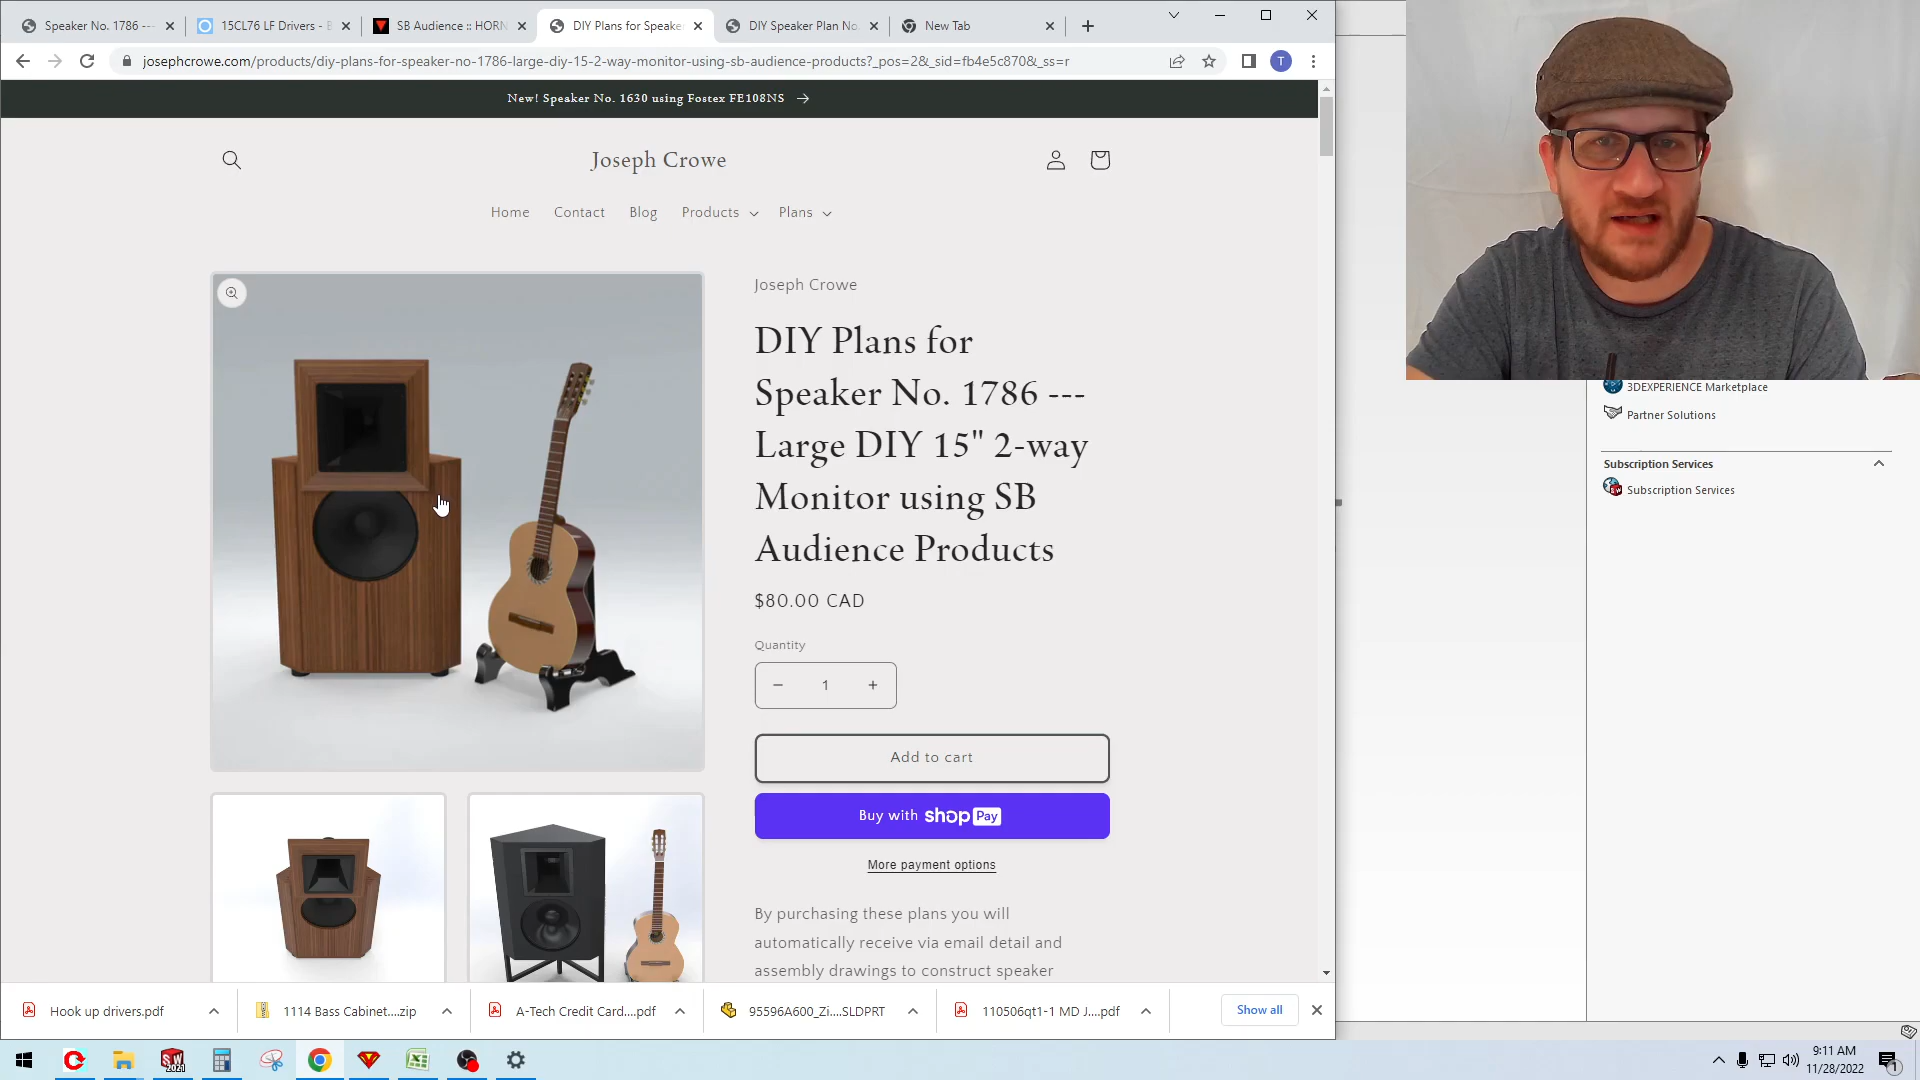 Speaker No. 1786 ---
15CL76 LF Drivers - B
SB Audience :: HORN
DIY Plans for Speaker
DIY Speaker Plan No.
New Tab
josephcrowe.com/products/diy-plans-for-speaker-no-1786-large-diy-15-2-way-monitor-using-sb-audience-products?_pos=2&_sid=fb4e5c870&_ss=r
T
New! Speaker No. 1630 using Fostex FE108NS →
Joseph Crowe
Home
Contact
Blog
Products
Plans
Joseph Crowe
DIY Plans for
Speaker No. 1786 ---
Large DIY 15" 2-way
Monitor using SB
Audience Products
$80.00 CAD
Quantity
− 1 +
Add to cart
Buy with shop Pay
More payment options
By purchasing these plans you will
automatically receive via email detail and
assembly drawings to construct speaker
3DEXPERIENCE Marketplace
Partner Solutions
Subscription Services
Subscription Services
Hook up drivers.pdf
1114 Bass Cabinet....zip
A-Tech Credit Card....pdf
95596A600_Zi....SLDPRT
110506qt1-1 MD J....pdf
Show all
SW
2021
9:11 AM
11/28/2022
1